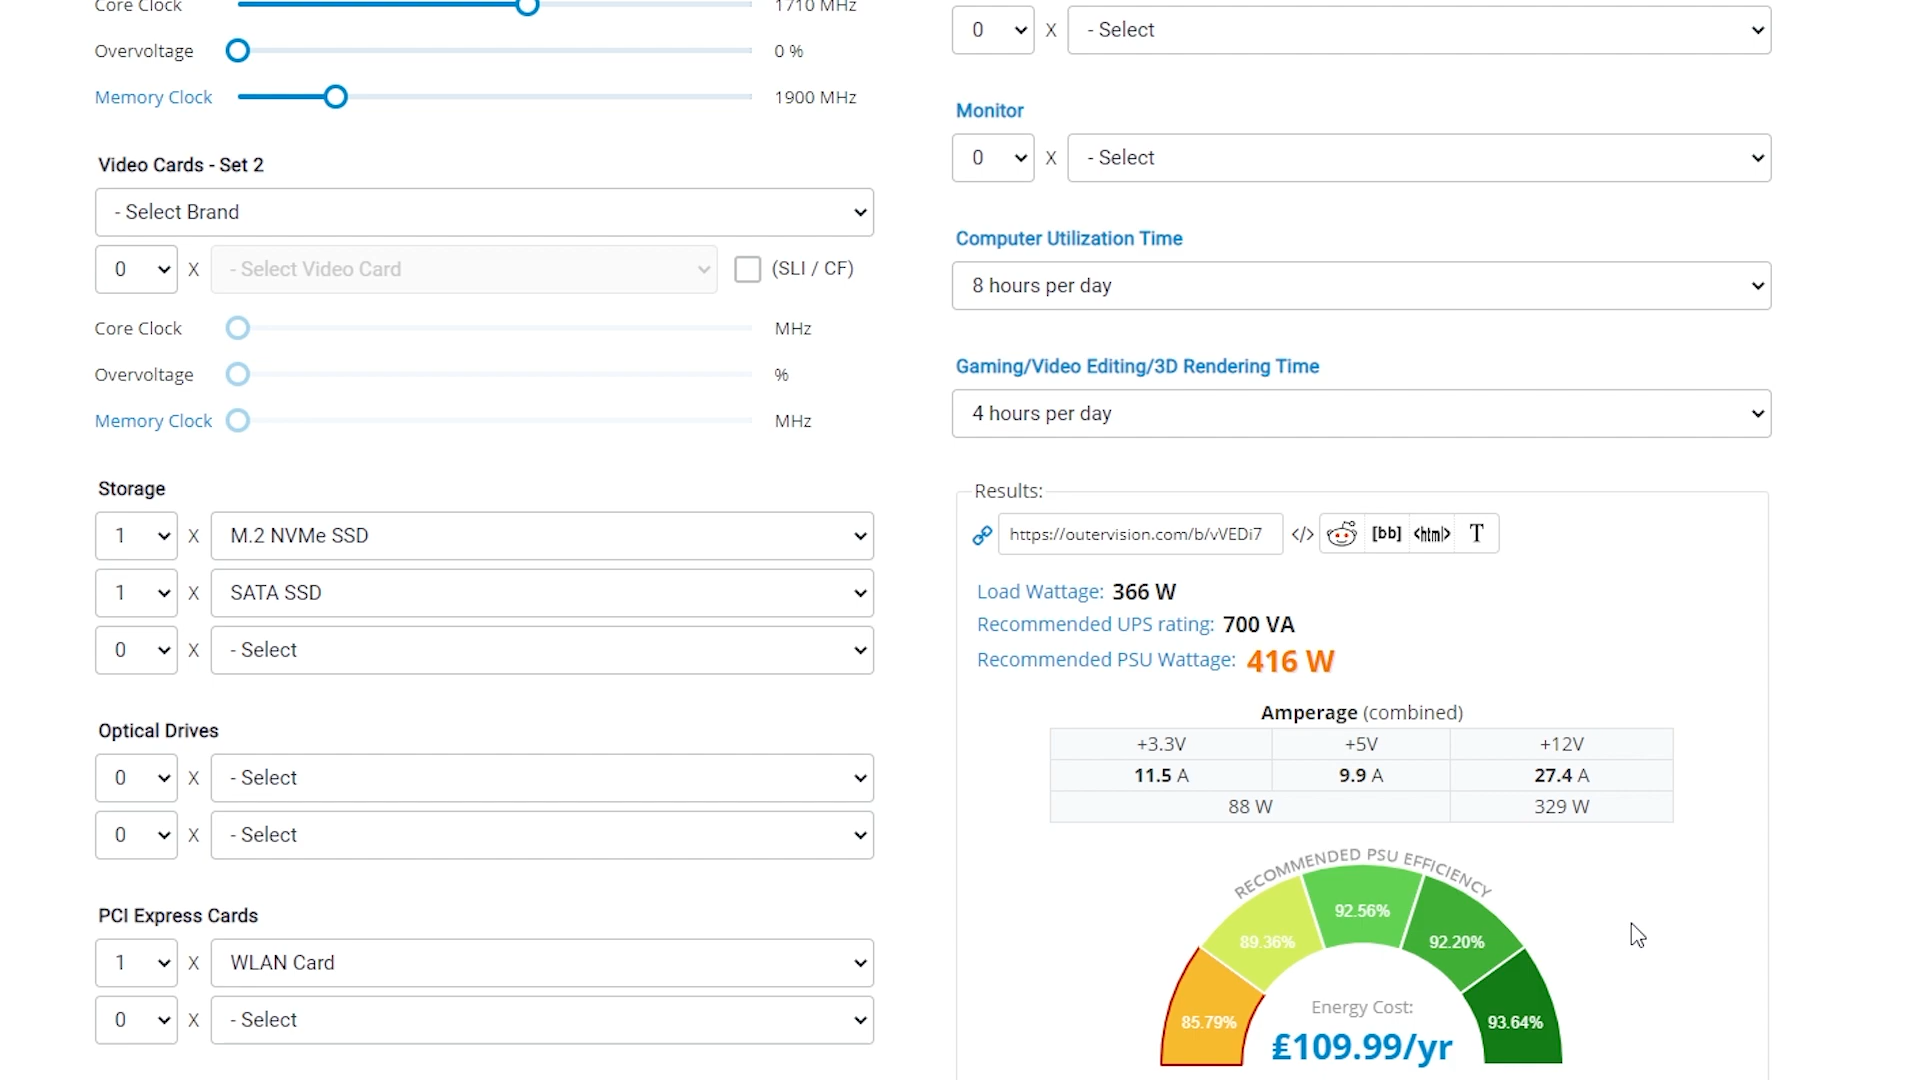 Core Clock 1710 MHz
Overvoltage 0 %
Memory Clock 1900 MHz
Video Cards - Set 2
- Select Brand
0 X - Select Video Card (SLI / CF)
Core Clock MHz
Overvoltage %
Memory Clock MHz
Storage
1 X M.2 NVMe SSD
1 X SATA SSD
0 X - Select
Optical Drives
0 X - Select
0 X - Select
PCI Express Cards
1 X WLAN Card
0 X - Select
0 X - Select
Monitor
0 X - Select
Computer Utilization Time
8 hours per day
Gaming/Video Editing/3D Rendering Time
4 hours per day
Results:
https://outervision.com/b/vVEDi7 </> [bb] <html> T
Load Wattage: 366 W
Recommended UPS rating: 700 VA
Recommended PSU Wattage: 416 W
Amperage (combined)
+3.3V +5V +12V
11.5 A 9.9 A 27.4 A
88 W 329 W
RECOMMENDED PSU EFFICIENCY
85.79% 89.36% 92.56% 92.20% 93.64%
Energy Cost:
£109.99/yr